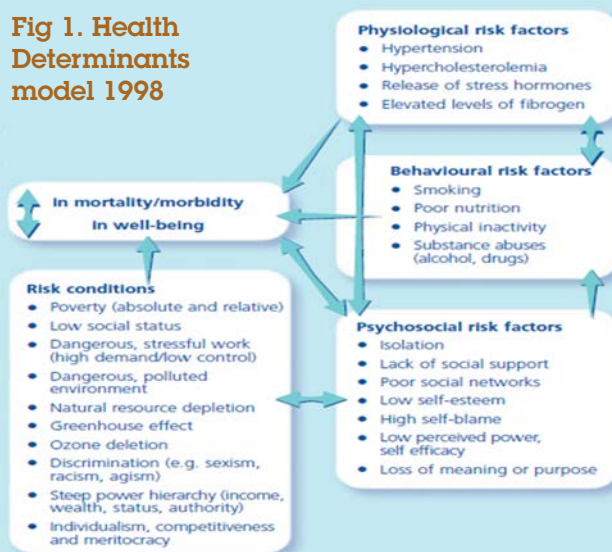 Fig 1. Health
Determinants
model 1998
Physiological risk factors
• Hypertension
• Hypercholesterolemia
• Release of stress hormones
• Elevated levels of fibrogen
Behavioural risk factors
• Smoking
• Poor nutrition
• Physical inactivity
• Substance abuses
(alcohol, drugs)
In mortality/morbidity
In well-being
Risk conditions
• Poverty (absolute and relative)
• Low social status
• Dangerous, stressful work
(high demand/low control)
• Dangerous, polluted
environment
• Natural resource depletion
• Greenhouse effect
• Ozone deletion
• Discrimination (e.g. sexism,
racism, agism)
• Steep power hierarchy (income,
wealth, status, authority)
• Individualism, competitiveness
and meritocracy
Psychosocial risk factors
• Isolation
• Lack of social support
• Poor social networks
• Low self-esteem
• High self-blame
• Low perceived power,
self efficacy
• Loss of meaning or purpose